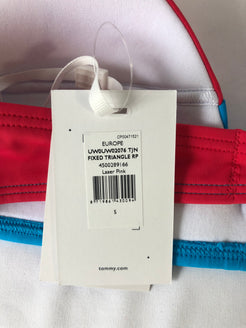 CP00471521
EUROPE
UW0UW02076 TJN
FIXED TRIANGLE RP
4500289166
Laser Pink
S
tommy.com